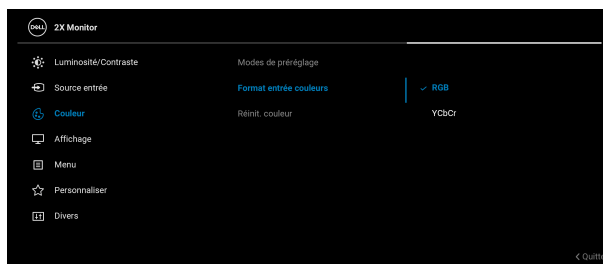 DELL 2X Monitor
Luminosité/Contraste Modes de préréglage
Source entrée Format entrée couleurs RGB
Couleur Réinit. couleur YCbCr
Affichage
Menu
Personnaliser
Divers
Quitte